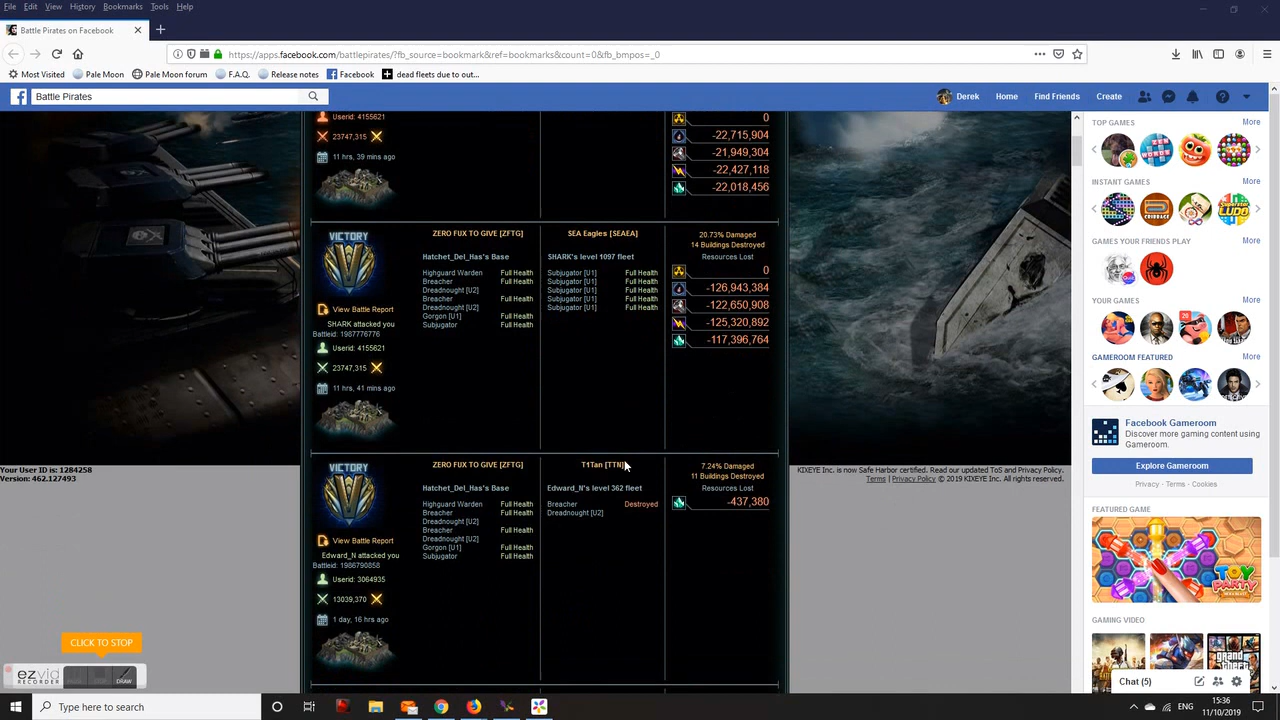 File Edit View History Bookmarks Tools Help
Battle Pirates on Facebook
https://apps.facebook.com/battlepirates/?fb_source=bookmark&ref=bookmarks&count=0&fb_bmpos=_0
Most Visited Pale Moon Pale Moon forum F.A.Q. Release notes Facebook dead fleets due to out...
Battle Pirates
Derek Home Find Friends Create
Userid: 4155621
23747,315
11 hrs, 39 mins ago
0
-22,715,904
-21,949,304
-22,427,118
-22,018,456
VICTORY
View Battle Report
SHARK attacked you
Battleid: 1987776776
Userid: 4155621
23747,315
11 hrs, 41 mins ago
ZERO FUX TO GIVE [ZFTG]
Hatchet_Del_Has's Base
Highguard Warden Full Health
Breacher Full Health
Dreadnought [U2]
Breacher Full Health
Dreadnought [U2]
Gorgon [U1] Full Health
Subjugator Full Health
SEA Eagles [SEAEA]
SHARK's level 1097 fleet
Subjugator [U1] Full Health
Subjugator [U1] Full Health
Subjugator [U1] Full Health
Subjugator [U1] Full Health
Subjugator [U1] Full Health
20.73% Damaged
14 Buildings Destroyed
Resources Lost
0
-126,943,384
-122,650,908
-125,320,892
-117,396,764
VICTORY
View Battle Report
Edward_N attacked you
Battleid: 1986790858
Userid: 3064935
13039,370
1 day, 16 hrs ago
ZERO FUX TO GIVE [ZFTG]
Hatchet_Del_Has's Base
Highguard Warden Full Health
Breacher Full Health
Dreadnought [U2]
Breacher Full Health
Dreadnought [U2]
Gorgon [U1] Full Health
Subjugator Full Health
T1Tan [TTN]
Edward_N's level 362 fleet
Breacher Destroyed
Dreadnought [U2]
7.24% Damaged
11 Buildings Destroyed
Resources Lost
-437,380
Your User ID is: 1284258
Version: 462.127493
KIXEYE Inc. is now Safe Harbor certified. Read our updated ToS and Privacy Policy.
Terms | Privacy Policy © 2019 KIXEYE Inc. All rights reserved.
TOP GAMES More
INSTANT GAMES More
GAMES YOUR FRIENDS PLAY More
YOUR GAMES More
GAMEROOM FEATURED More
Facebook Gameroom
Discover more gaming content using
Gameroom.
Explore Gameroom
Privacy · Terms · Cookies
FEATURED GAME
TOY
PARTY
GAMING VIDEO
Chat (5)
CLICK TO STOP
ezvid
RECORDER
DRAW
Type here to search
ENG
15:36
11/10/2019